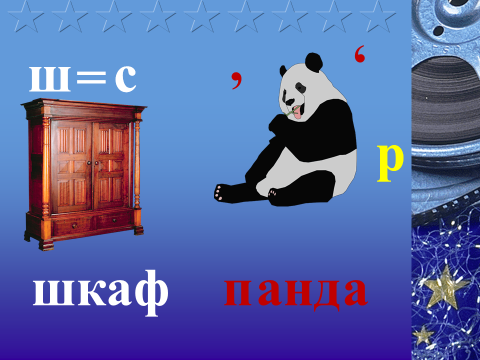 ш=с
, ‘
р
шкаф панда